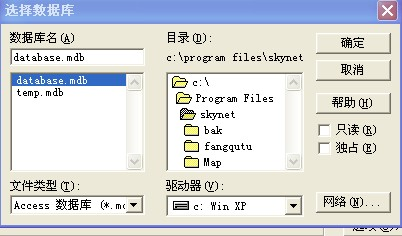 选择数据库
数据库名(A)
database.mdb
database.mdb
temp.mdb
文件类型(T):
Access 数据库 (*.mc
目录(D):
c:\program files\skynet
c:\
Program Files
skynet
bak
fangqutu
Map
驱动器(V):
c: Win XP
确定
取消
帮助(H)
只读(R)
独占(E)
网络(N)...